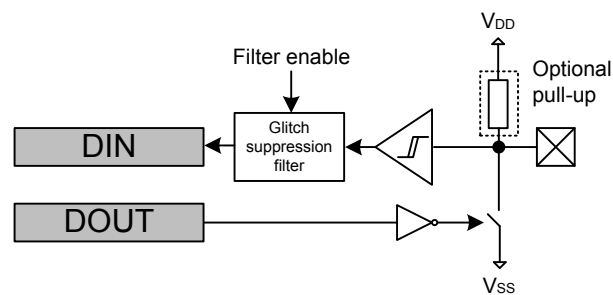 VDD
Filter enable
Optional
pull-up
Glitch
suppression
filter
DIN
DOUT
VSS